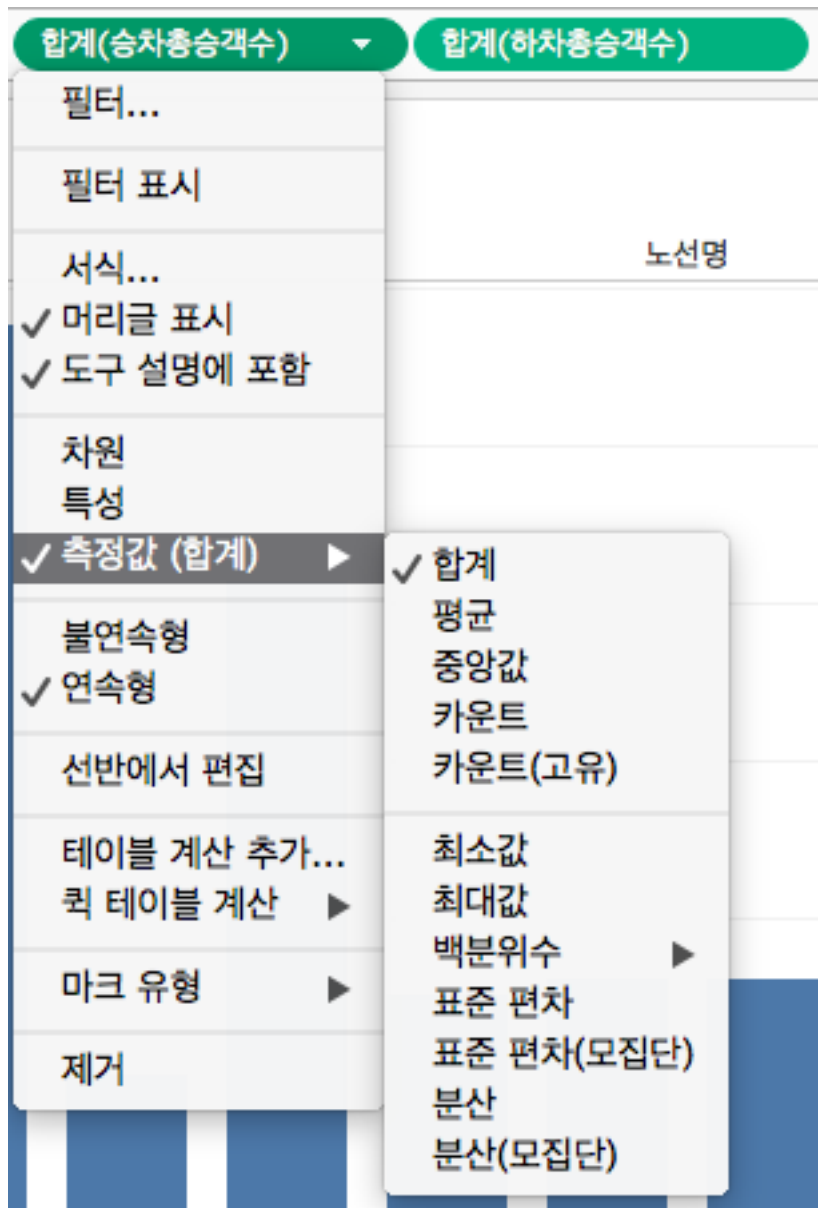 합계(승차총승객수)
합계(하차총승객수)
필터...
필터 표시
노선명
서식...
머리글 표시
도구 설명에 포함
차원
특성
측정값 (합계)
불연속형
연속형
선반에서 편집
테이블 계산 추가...
퀵 테이블 계산
마크 유형
제거
합계
평균
중앙값
카운트
카운트(고유)
최소값
최대값
백분위수
표준 편차
표준 편차(모집단)
분산
분산(모집단)